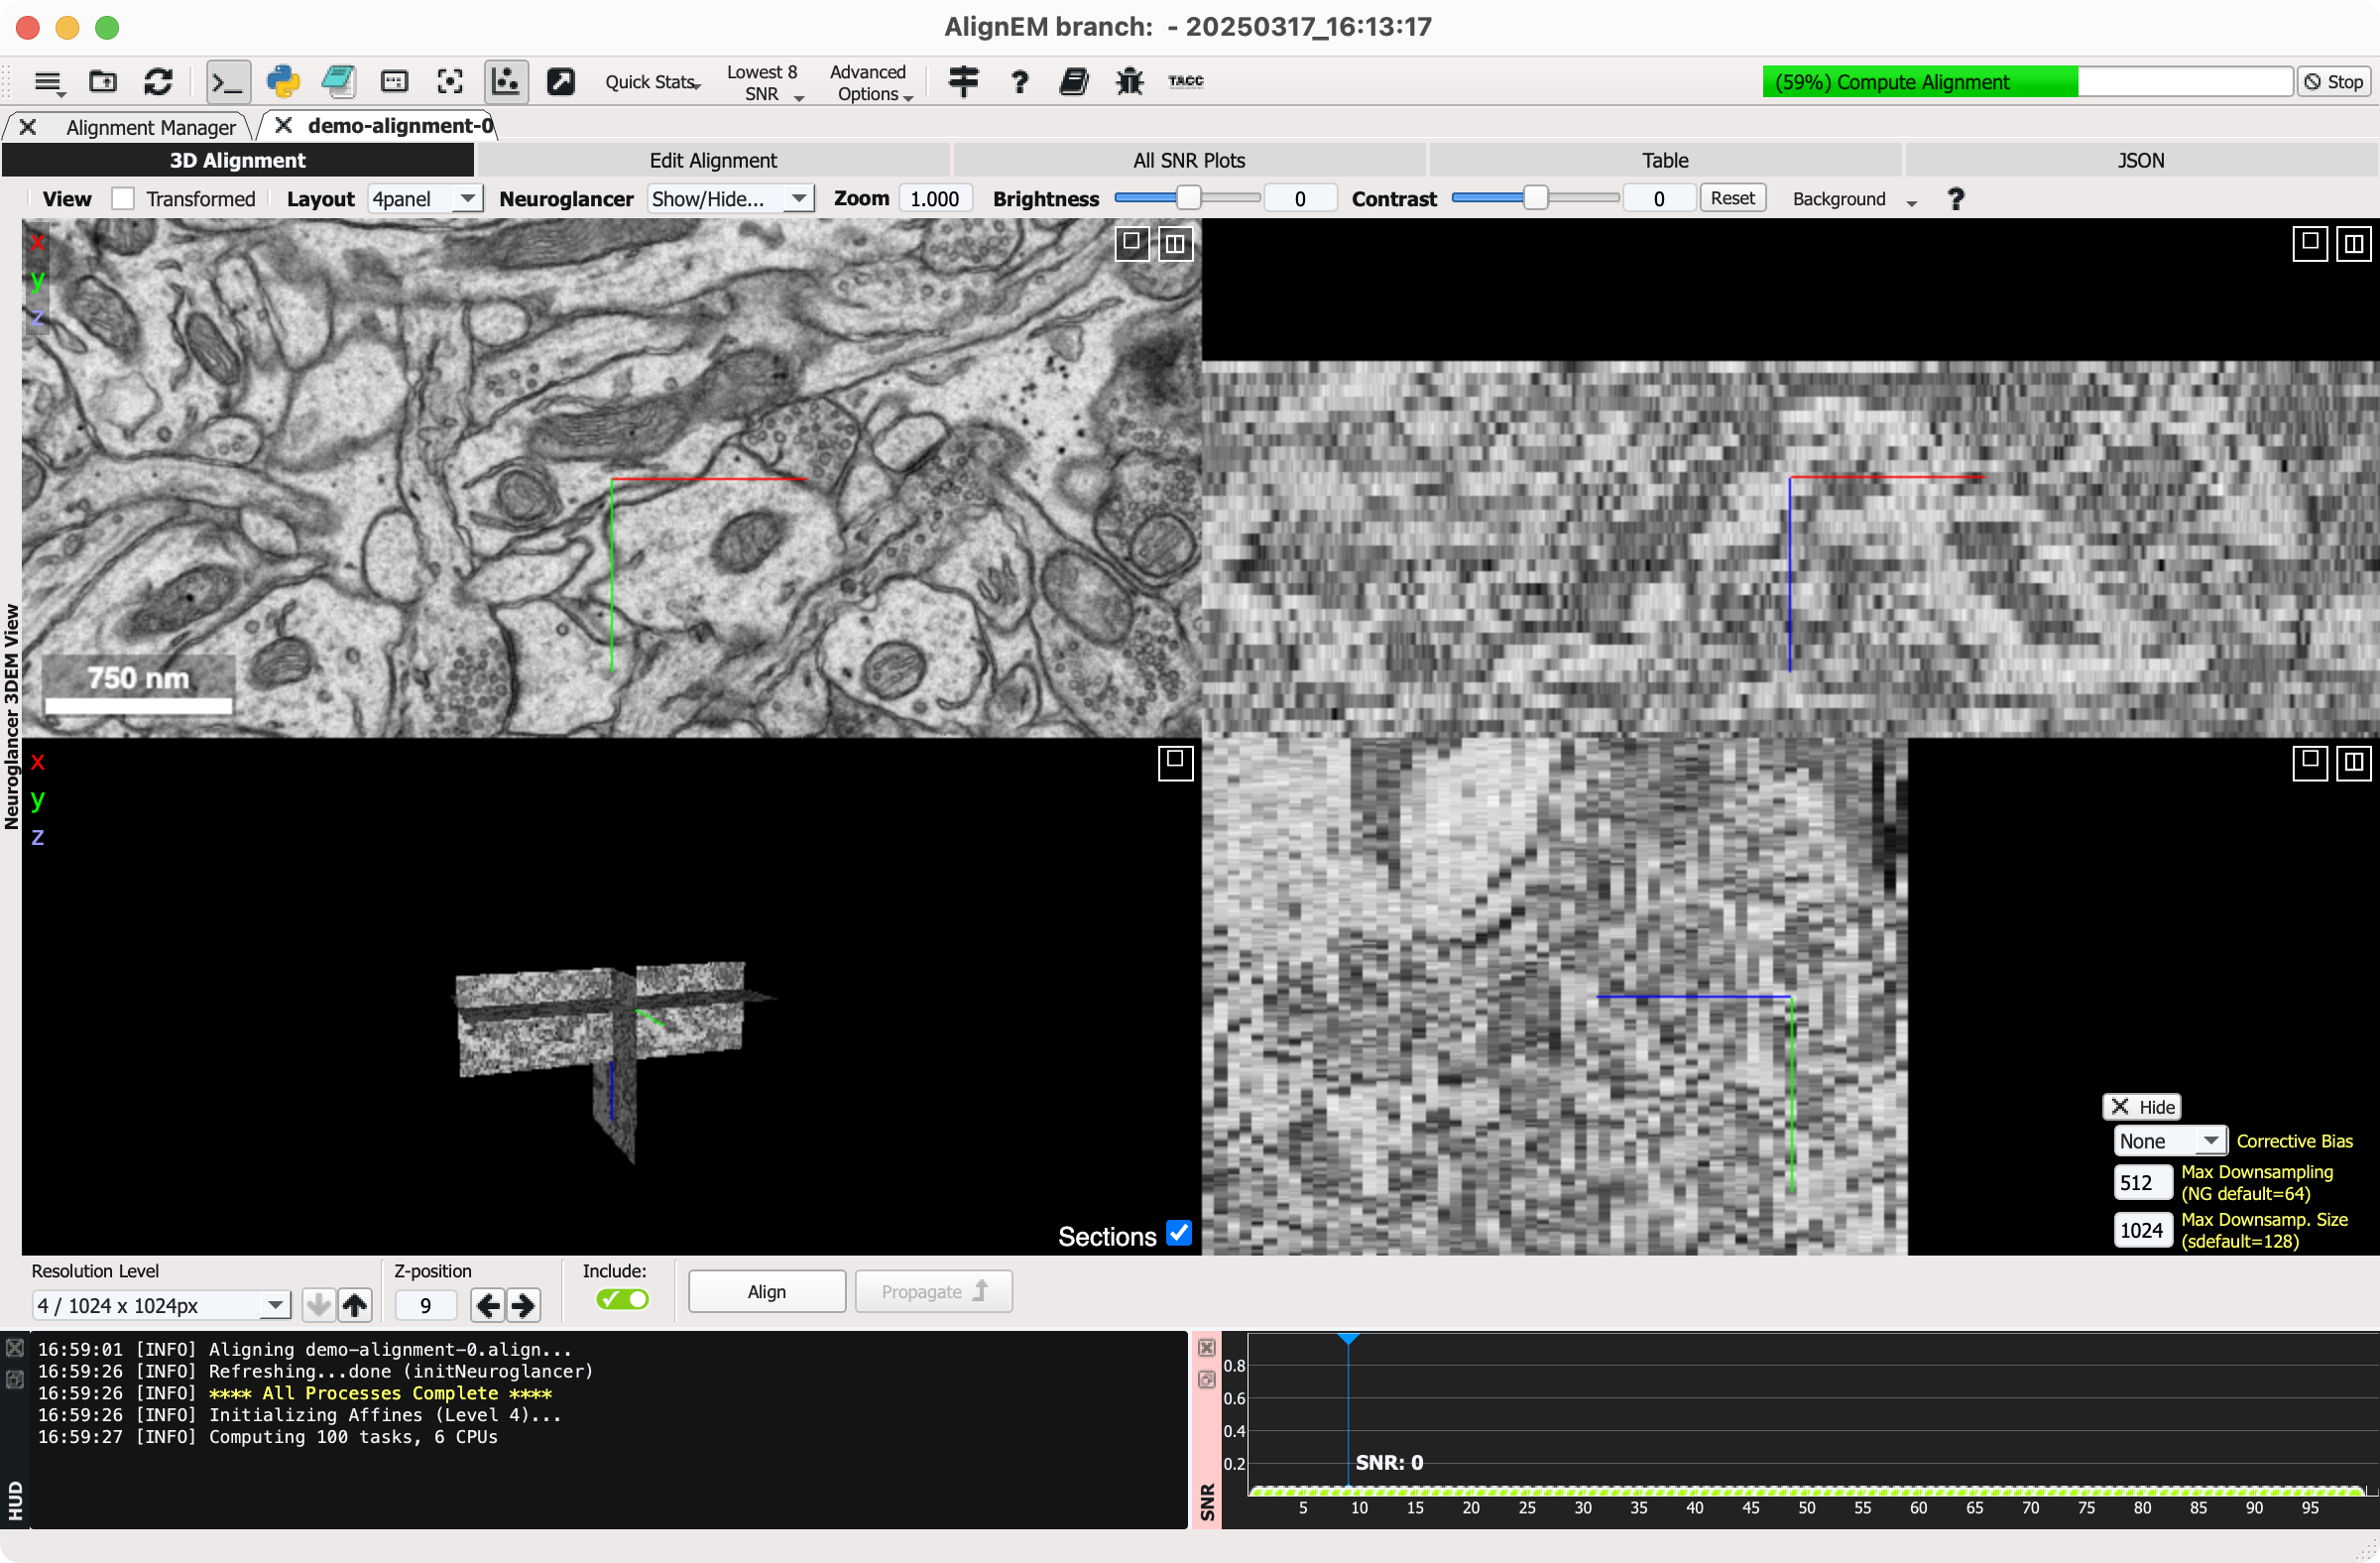 AlignEM branch:  - 20250317_16:13:17
Quick Stats
Lowest 8
SNR
Advanced
Options
TACC
(59%) Compute Alignment
Stop
Alignment Manager
demo-alignment-0
3D Alignment
Edit Alignment
All SNR Plots
Table
JSON
View
Transformed
Layout
4panel
Neuroglancer
Show/Hide...
Zoom
1.000
Brightness
0
Contrast
0
Reset
Background
?
Neuroglancer 3DEM View
x
y
z
750 nm
x
y
z
Sections
Hide
None
Corrective Bias
512
Max Downsampling
(NG default=64)
1024
Max Downsamp. Size
(sdefault=128)
Resolution Level
4 / 1024 x 1024px
Z-position
9
Include:
Align
Propagate
HUD
16:59:01 [INFO] Aligning demo-alignment-0.align...
16:59:26 [INFO] Refreshing...done (initNeuroglancer)
16:59:26 [INFO] **** All Processes Complete ****
16:59:26 [INFO] Initializing Affines (Level 4)...
16:59:27 [INFO] Computing 100 tasks, 6 CPUs
SNR
0.8
0.6
0.4
0.2
SNR: 0
5 10 15 20 25 30 35 40 45 50 55 60 65 70 75 80 85 90 95